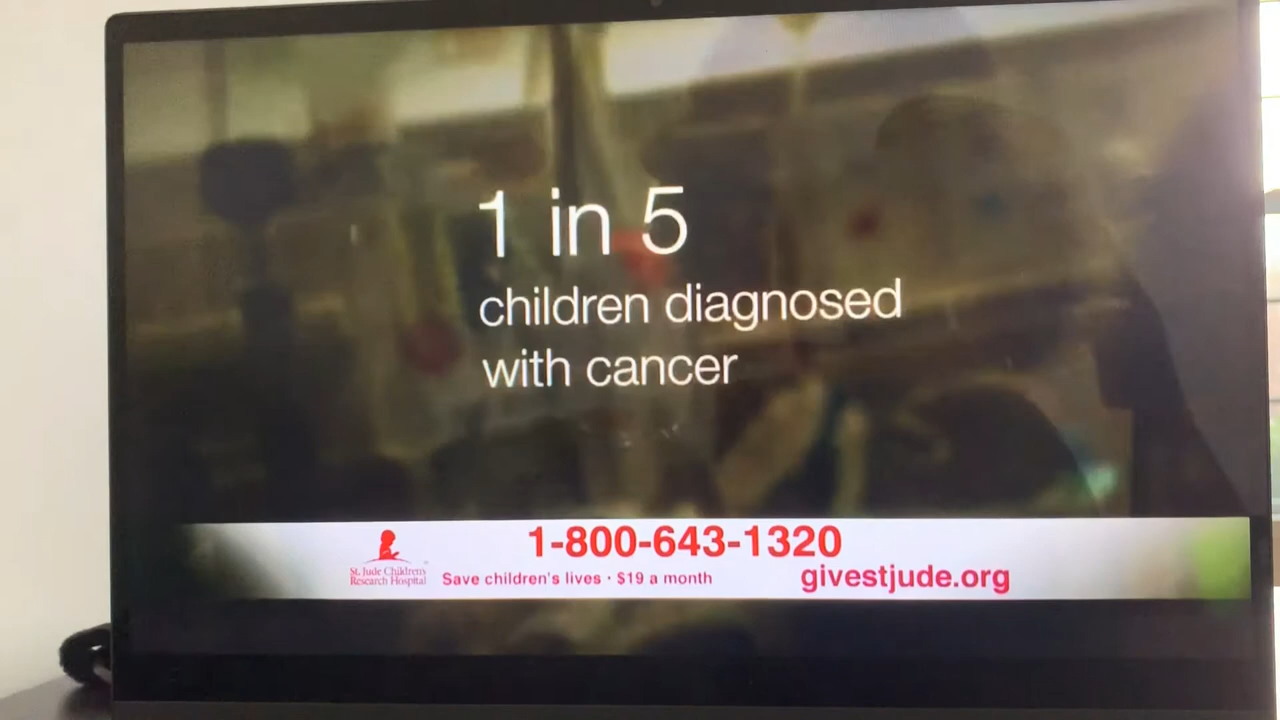 1 in 5
children diagnosed
with cancer
1-800-643-1320
St. Jude Children's
Research Hospital
Save children's lives · $19 a month
givestjude.org